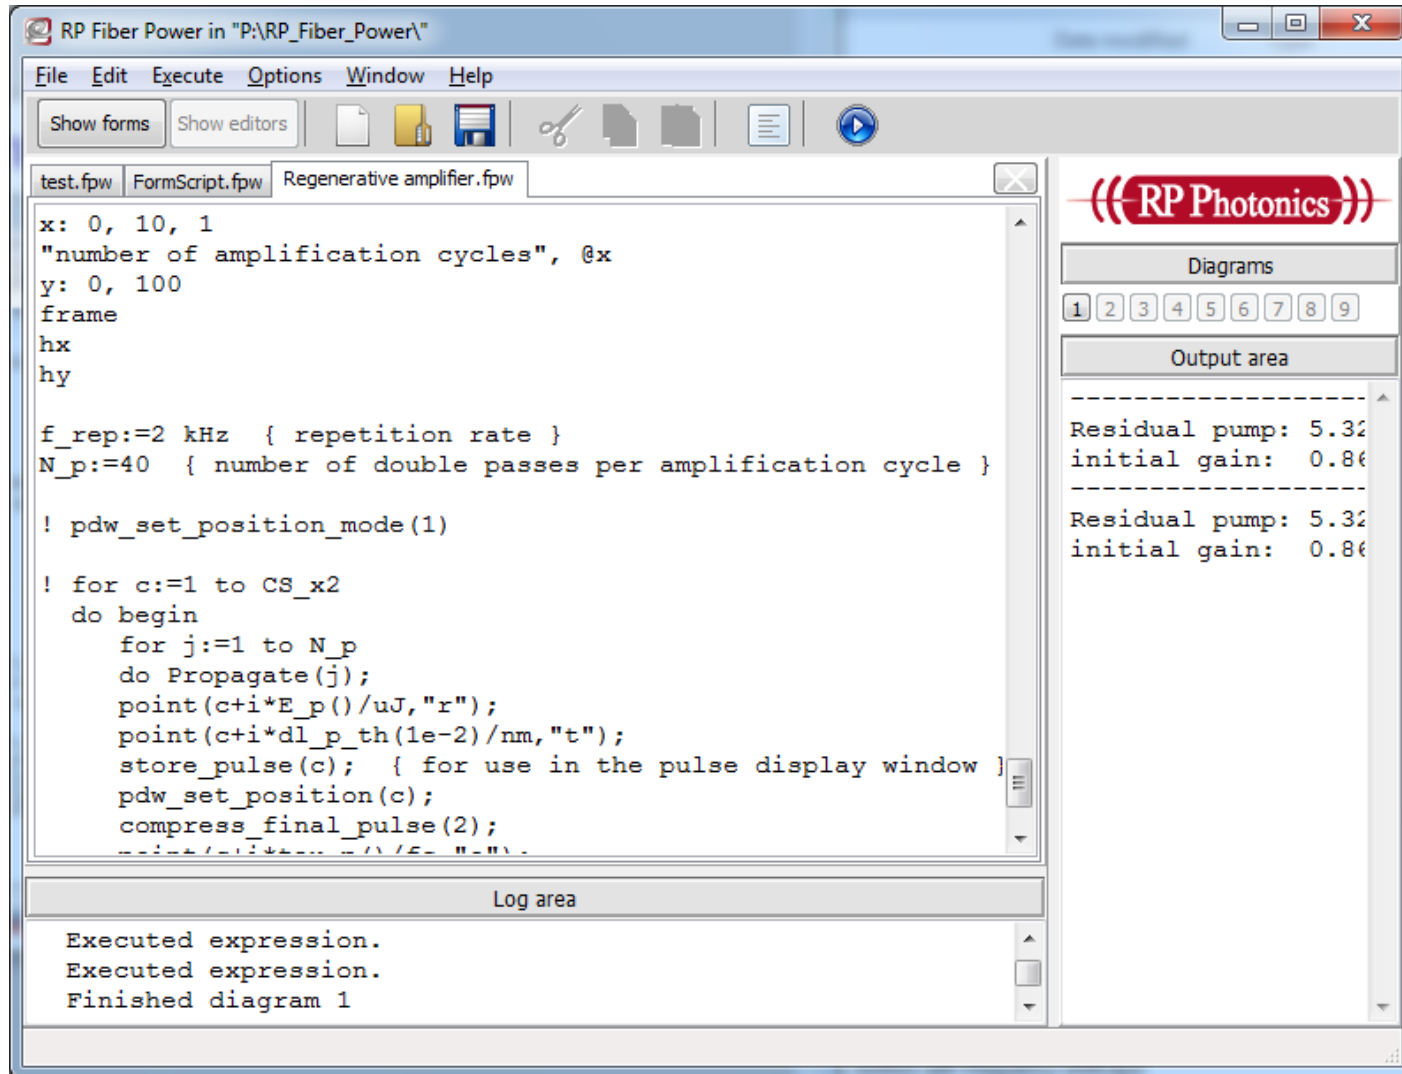 RP Fiber Power in "P:\RP_Fiber_Power\"
File Edit Execute Options Window Help
Show forms Show editors
test.fpw FormScript.fpw Regenerative amplifier.fpw
x: 0, 10, 1
"number of amplification cycles", @x
y: 0, 100
frame
hx
hy
f_rep:=2 kHz { repetition rate }
N_p:=40 { number of double passes per amplification cycle }
! pdw_set_position_mode(1)
! for c:=1 to CS_x2
do begin
for j:=1 to N_p
do Propagate(j);
point(c+i*E_p()/uJ,"r");
point(c+i*dl_p_th(1e-2)/nm,"t");
store_pulse(c); { for use in the pulse display window }
pdw_set_position(c);
compress_final_pulse(2);
Log area
Executed expression.
Executed expression.
Finished diagram 1
RP Photonics
Diagrams
1 2 3 4 5 6 7 8 9
Output area
--------------------
Residual pump: 5.32
initial gain: 0.86
--------------------
Residual pump: 5.32
initial gain: 0.86